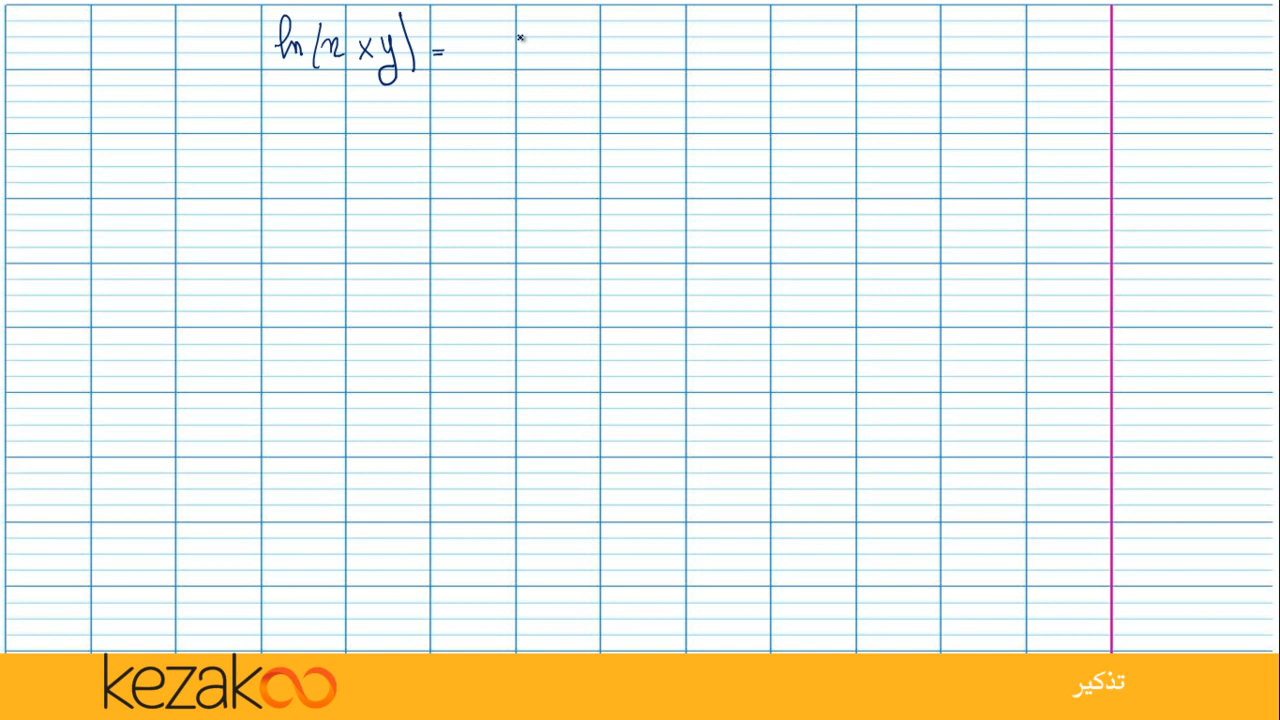 ln(x × y) =
kezakoo
تذكير